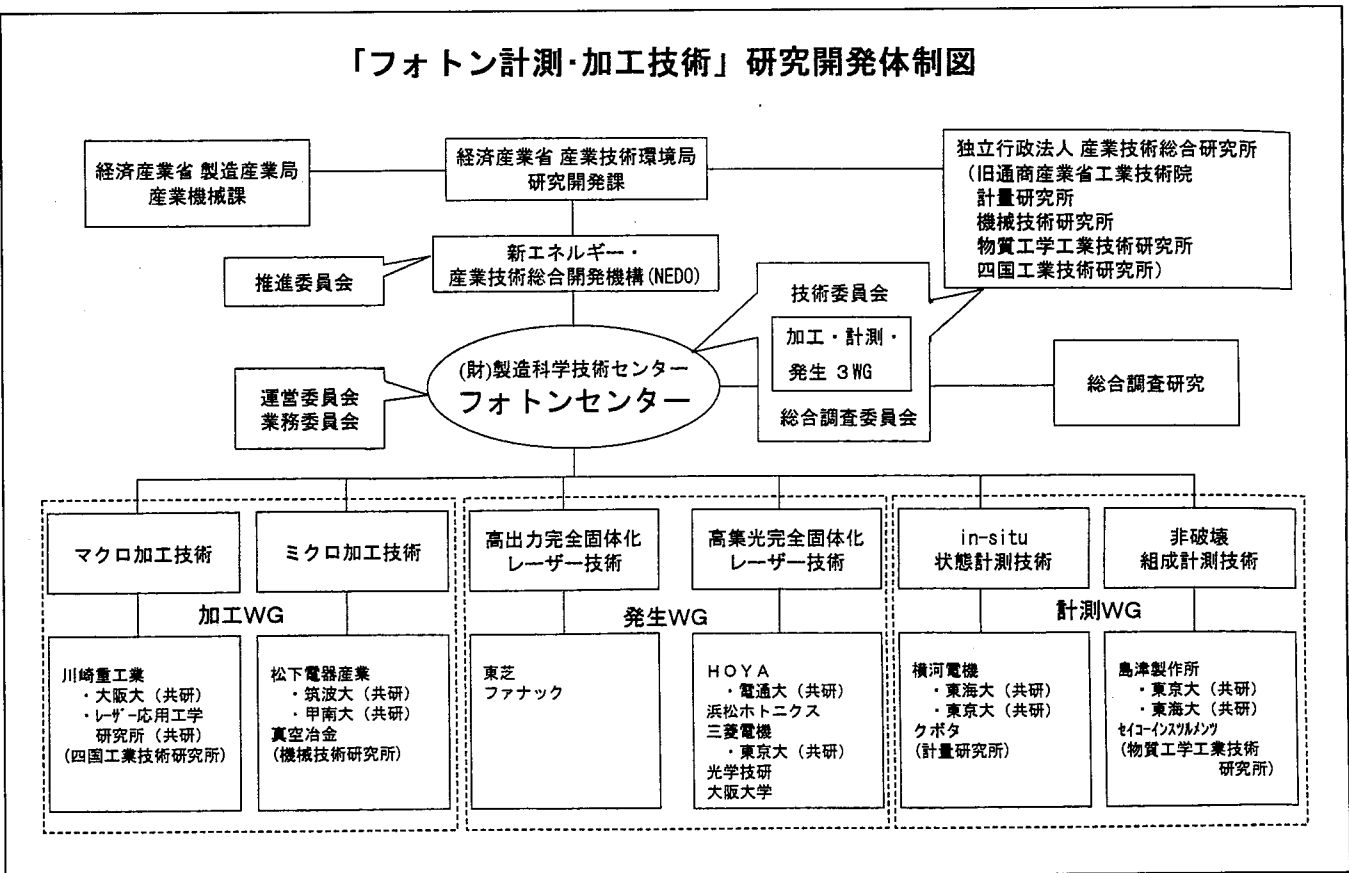 「フォトン計測・加工技術」研究開発体制図
経済産業省 製造産業局
産業機械課
経済産業省 産業技術環境局
研究開発課
独立行政法人 産業技術総合研究所
(旧通商産業省工業技術院
計量研究所
機械技術研究所
物質工学工業技術研究所
四国工業技術研究所)
推進委員会
新エネルギー・
産業技術総合開発機構(NEDO)
技術委員会
加工・計測・
発生 3WG
総合調査委員会
運営委員会
業務委員会
(財)製造科学技術センター
フォトンセンター
総合調査研究
マクロ加工技術
ミクロ加工技術
高出力完全固体化
レーザー技術
高集光完全固体化
レーザー技術
in-situ
状態計測技術
非破壊
組成計測技術
加工WG
発生WG
計測WG
川崎重工業
・大阪大(共研)
・レーザー応用工学
研究所(共研)
(四国工業技術研究所)
松下電器産業
・筑波大(共研)
・甲南大(共研)
真空冶金
(機械技術研究所)
東芝
ファナック
HOYA
・電通大(共研)
浜松ホトニクス
三菱電機
・東京大(共研)
光学技研
大阪大学
横河電機
・東海大(共研)
・東京大(共研)
クボタ
(計量研究所)
島津製作所
・東京大(共研)
・東海大(共研)
セイコーインスツルメンツ
(物質工学工業技術
研究所)